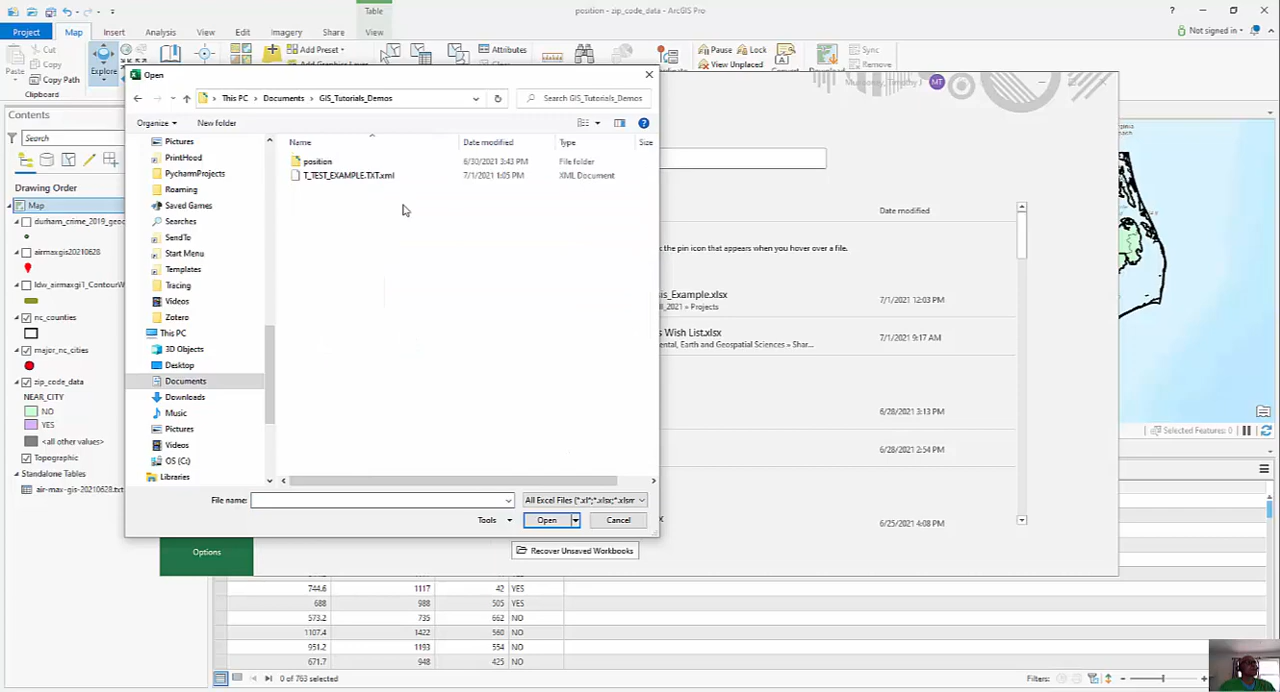 position - zip_code_data - ArcGIS Pro
Table
?
Project
Map
Insert
Analysis
View
Edit
Imagery
Share
View
Not signed in
Cut
Copy
Copy Path
Paste
Clipboard
Explore
Add Preset
Attributes
Pause
Lock
View Unplaced
Sync
Remove
Contents
Search
Drawing Order
Map
durham_crime_2019_geoc
airmaxgis20210628
ldw_airmaxgi1_ContourW
nc_counties
major_nc_cities
zip_code_data
NEAR_CITY
NO
YES
<all other values>
Topographic
Standalone Tables
air-max-gis-20210628.txt
Open
This PC
Documents
GIS_Tutorials_Demos
Search GIS_Tutorials_Demos
Organize
New folder
Pictures
PrintHood
PycharmProjects
Roaming
Saved Games
Searches
SendTo
Start Menu
Templates
Tracing
Videos
Zotero
This PC
3D Objects
Desktop
Documents
Downloads
Music
Pictures
Videos
OS (C:)
Libraries
Name
Date modified
Type
Size
position
6/30/2021 3:43 PM
File folder
T_TEST_EXAMPLE.TXT.xml
7/1/2021 1:05 PM
XML Document
File name:
All Excel Files (*.xl*;*.xlsx;*.xlsm
Tools
Open
Cancel
MT
Date modified
k the pin icon that appears when you hover over a file.
sis_Example.xlsx
7/1/2021 12:03 PM
_2021 » Projects
s Wish List.xlsx
7/1/2021 9:17 AM
ental, Earth and Geospatial Sciences » Shar...
6/28/2021 3:13 PM
6/28/2021 2:54 PM
6/25/2021 4:08 PM
Options
Recover Unsaved Workbooks
Selected Features: 0
744.6 1117 42 YES
688 988 505 YES
573.2 735 662 NO
1107.4 1422 560 NO
951.2 1193 554 NO
671.7 948 425 NO
0 of 763 selected
Filters: